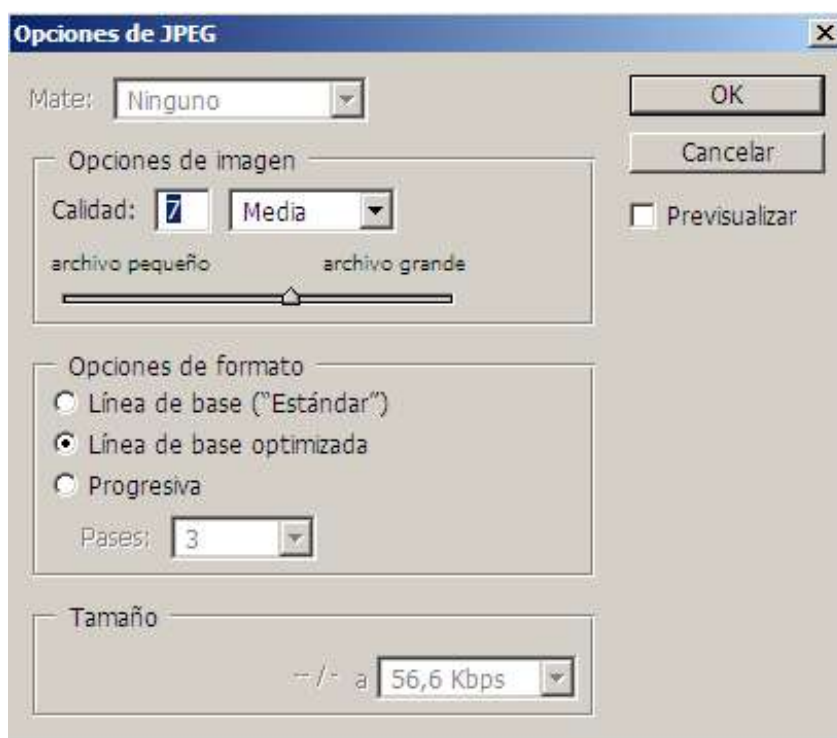 Opciones de JPEG
Mate: Ninguno
OK
Opciones de imagen
Cancelar
Calidad: 7 Media
Previsualizar
archivo pequeño archivo grande
Opciones de formato
Línea de base ("Estándar")
Línea de base optimizada
Progresiva
Pases: 3
Tamaño
--/- a 56,6 Kbps